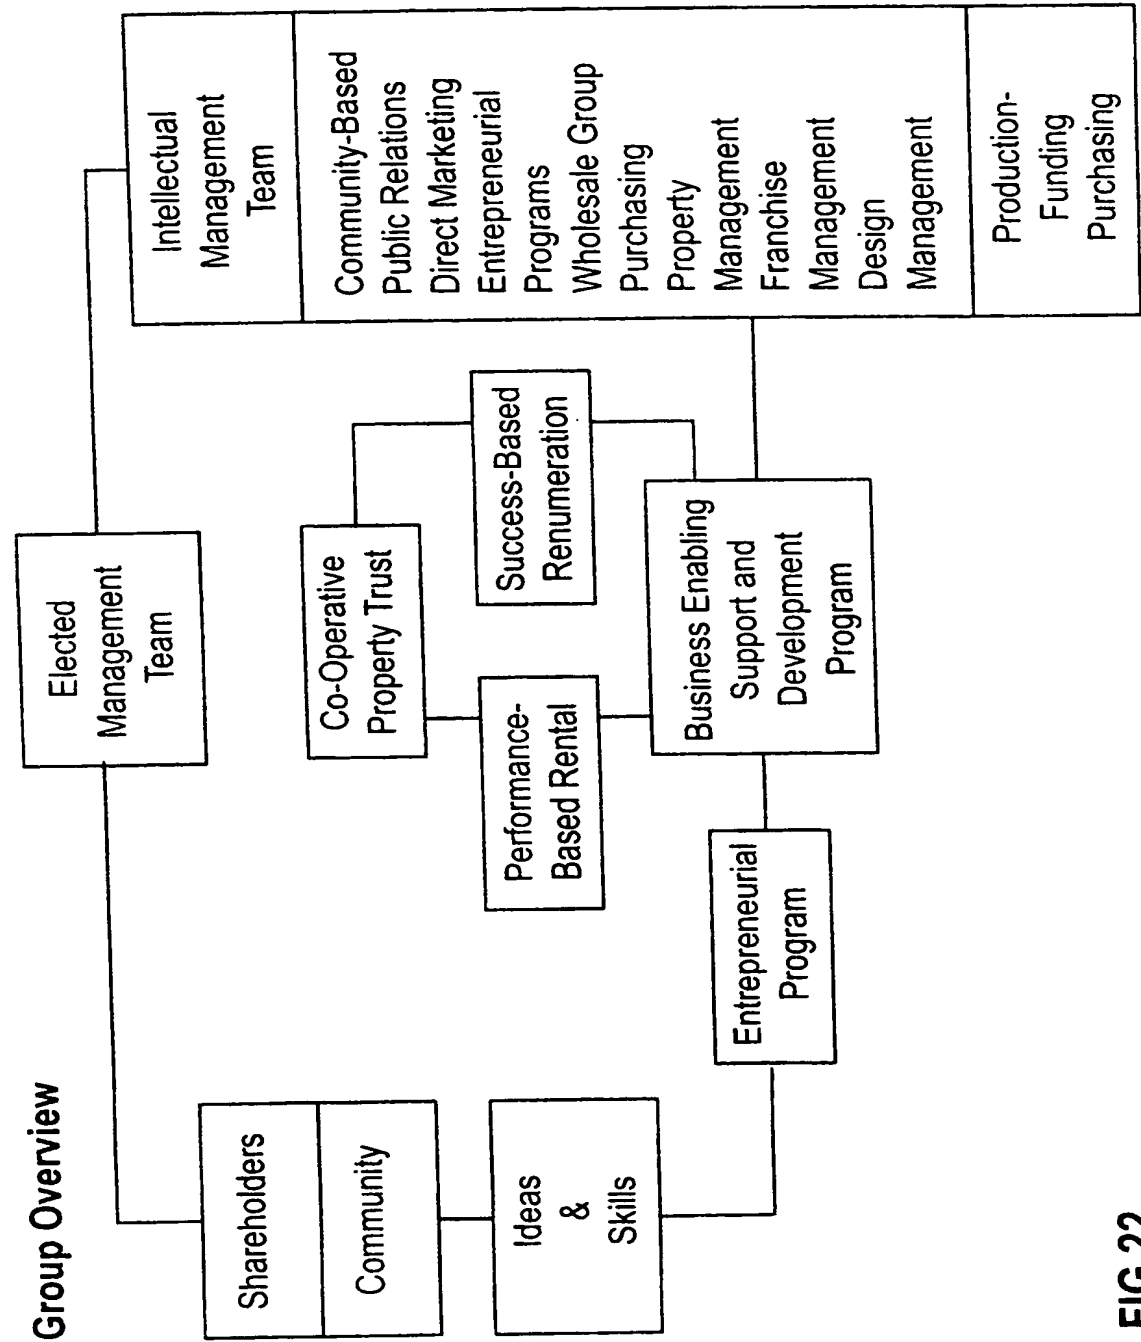 Group Overview
Elected
Management
Team
Shareholders
Community
Ideas
&
Skills
Entrepreneurial
Program
Co-Operative
Property Trust
Performance-
Based Rental
Success-Based
Renumeration
Business Enabling
Support and
Development
Program
Intellectual
Management
Team
Community-Based
Public Relations
Direct Marketing
Entrepreneurial
Programs
Wholesale Group
Purchasing
Property
Management
Franchise
Management
Design
Management
Production-
Funding
Purchasing
FIG 22